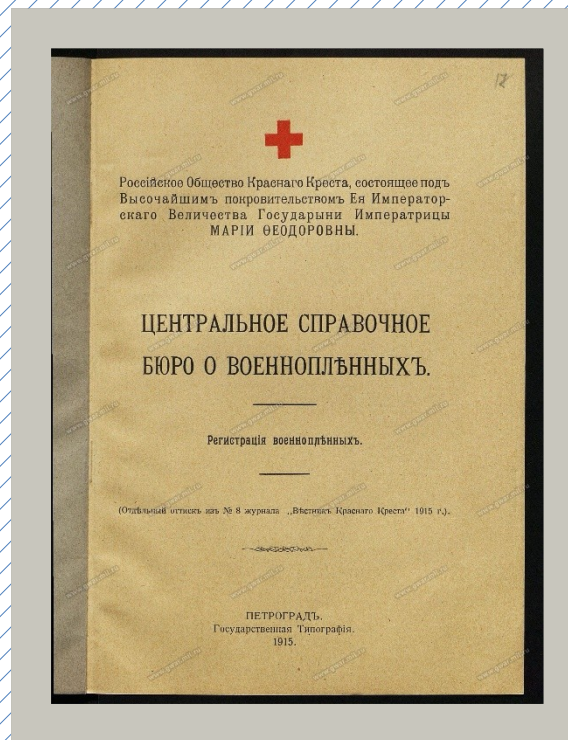 Россійское Общество Краснаго Креста, состоящее подъ
Высочайшимъ покровительствомъ Ея Император-
скаго Величества Государыни Императрицы
МАРІИ ѲЕОДОРОВНЫ.
ЦЕНТРАЛЬНОЕ СПРАВОЧНОЕ
БЮРО О ВОЕННОПЛѢННЫХЪ.
Регистрація военноплѣнныхъ.
(Отдѣльный оттискъ изъ № 8 журнала „Вѣстникъ Краснаго Креста“ 1915 г.).
ПЕТРОГРАДЪ.
Государственная Типографія.
1915.